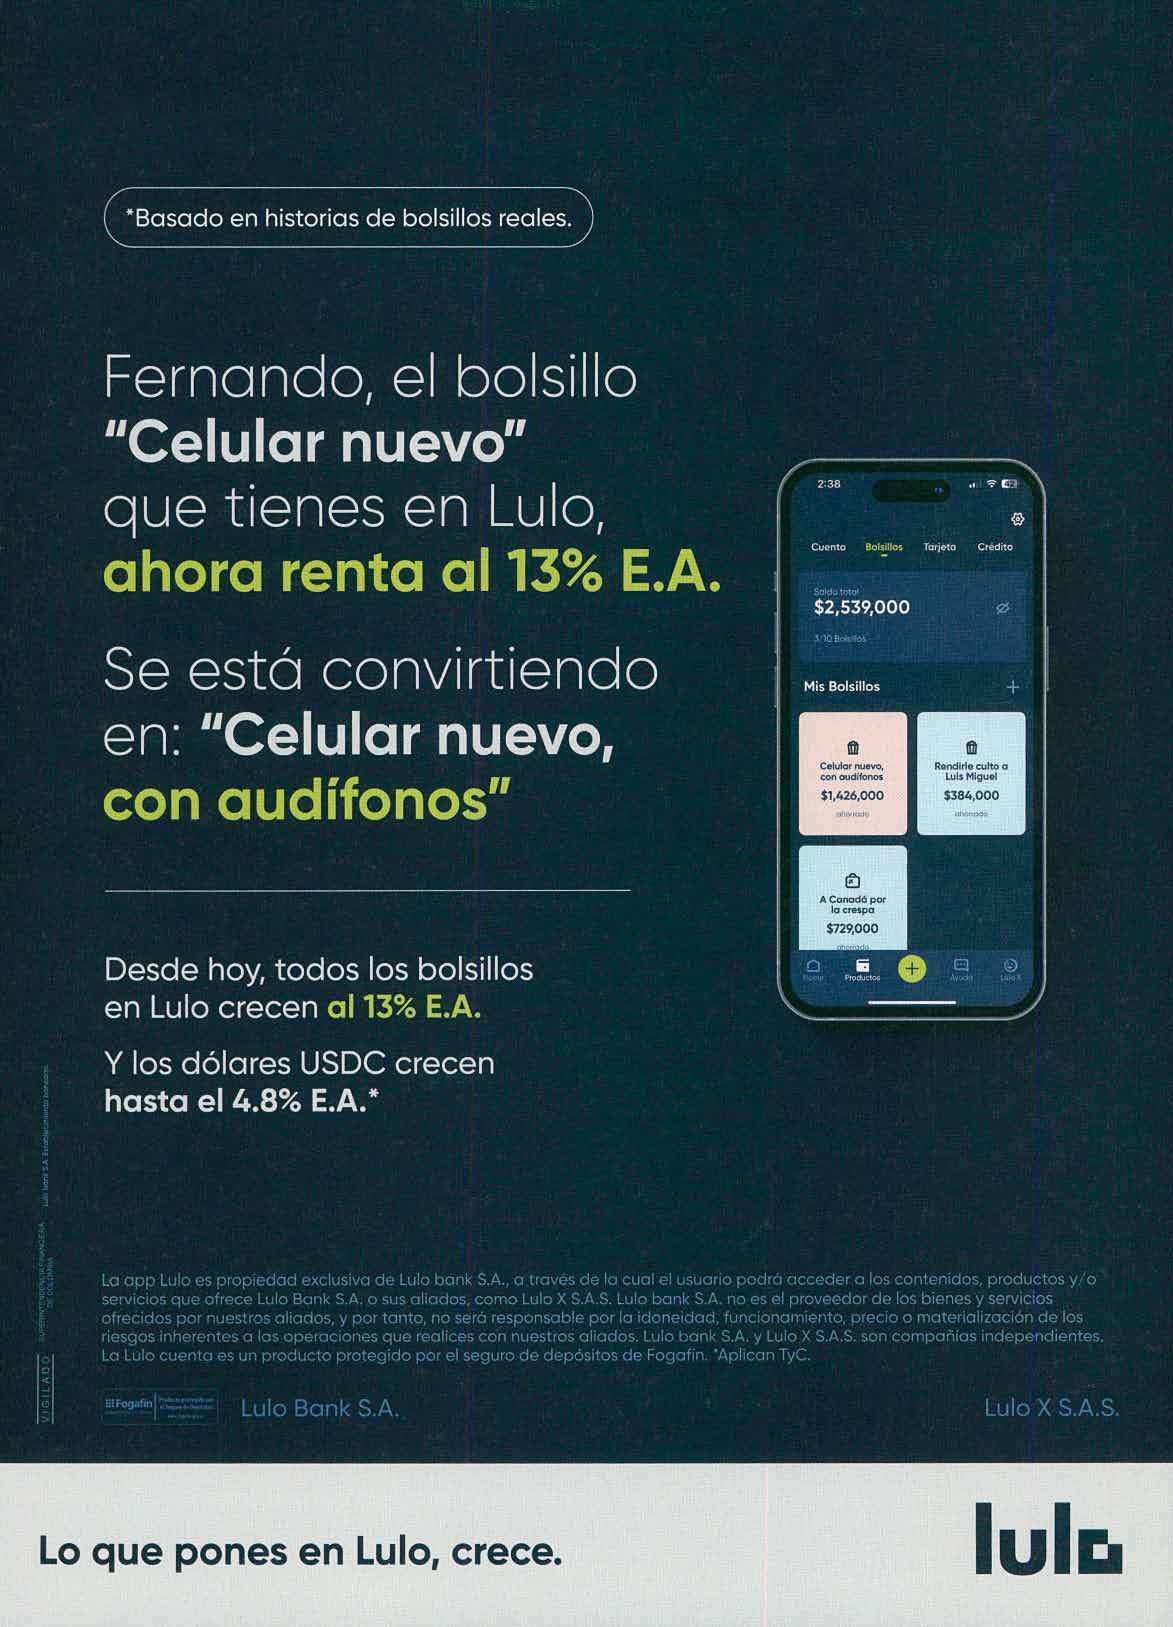 *Basado en historias de bolsillos reales.
Fernando, el bolsillo
“Celular nuevo”
que tienes en Lulo,
ahora renta al 13% E.A.
Se está convirtiendo
en: “Celular nuevo,
con audífonos”
Desde hoy, todos los bolsillos
en Lulo crecen al 13% E.A.
Y los dólares USDC crecen
hasta el 4.8% E.A.*
2:38
Cuenta Bolsillos Tarjeta Crédito
Saldo total
$2,539,000
3/10 Bolsillos
Mis Bolsillos +
Celular nuevo,
con audífonos
$1,426,000
ahorrado
Rendirle culto a
Luis Miguel
$384,000
ahorrado
A Canadá por
la crespa
$729,000
ahorrado
Home Productos + Ayuda Lulo X
La app Lulo es propiedad exclusiva de Lulo bank S.A., a través de la cual el usuario podrá acceder a los contenidos, productos y/o
servicios que ofrece Lulo Bank S.A. o sus aliados, como Lulo X S.A.S. Lulo bank S.A. no es el proveedor de los bienes y servicios
ofrecidos por nuestros aliados, y por tanto, no será responsable por la idoneidad, funcionamiento, precio o materialización de los
riesgos inherentes a las operaciones que realices con nuestros aliados. Lulo bank S.A. y Lulo X S.A.S. son compañías independientes.
La Lulo cuenta es un producto protegido por el seguro de depósitos de Fogafín. *Aplican TyC.
VIGILADO
SUPERINTENDENCIA FINANCIERA
DE COLOMBIA
Lulo bank S.A. Establecimiento bancario.
Fogafín
Producto protegido por
el Seguro de Depósitos
Lulo Bank S.A.
Lulo X S.A.S.
Lo que pones en Lulo, crece.
lulo